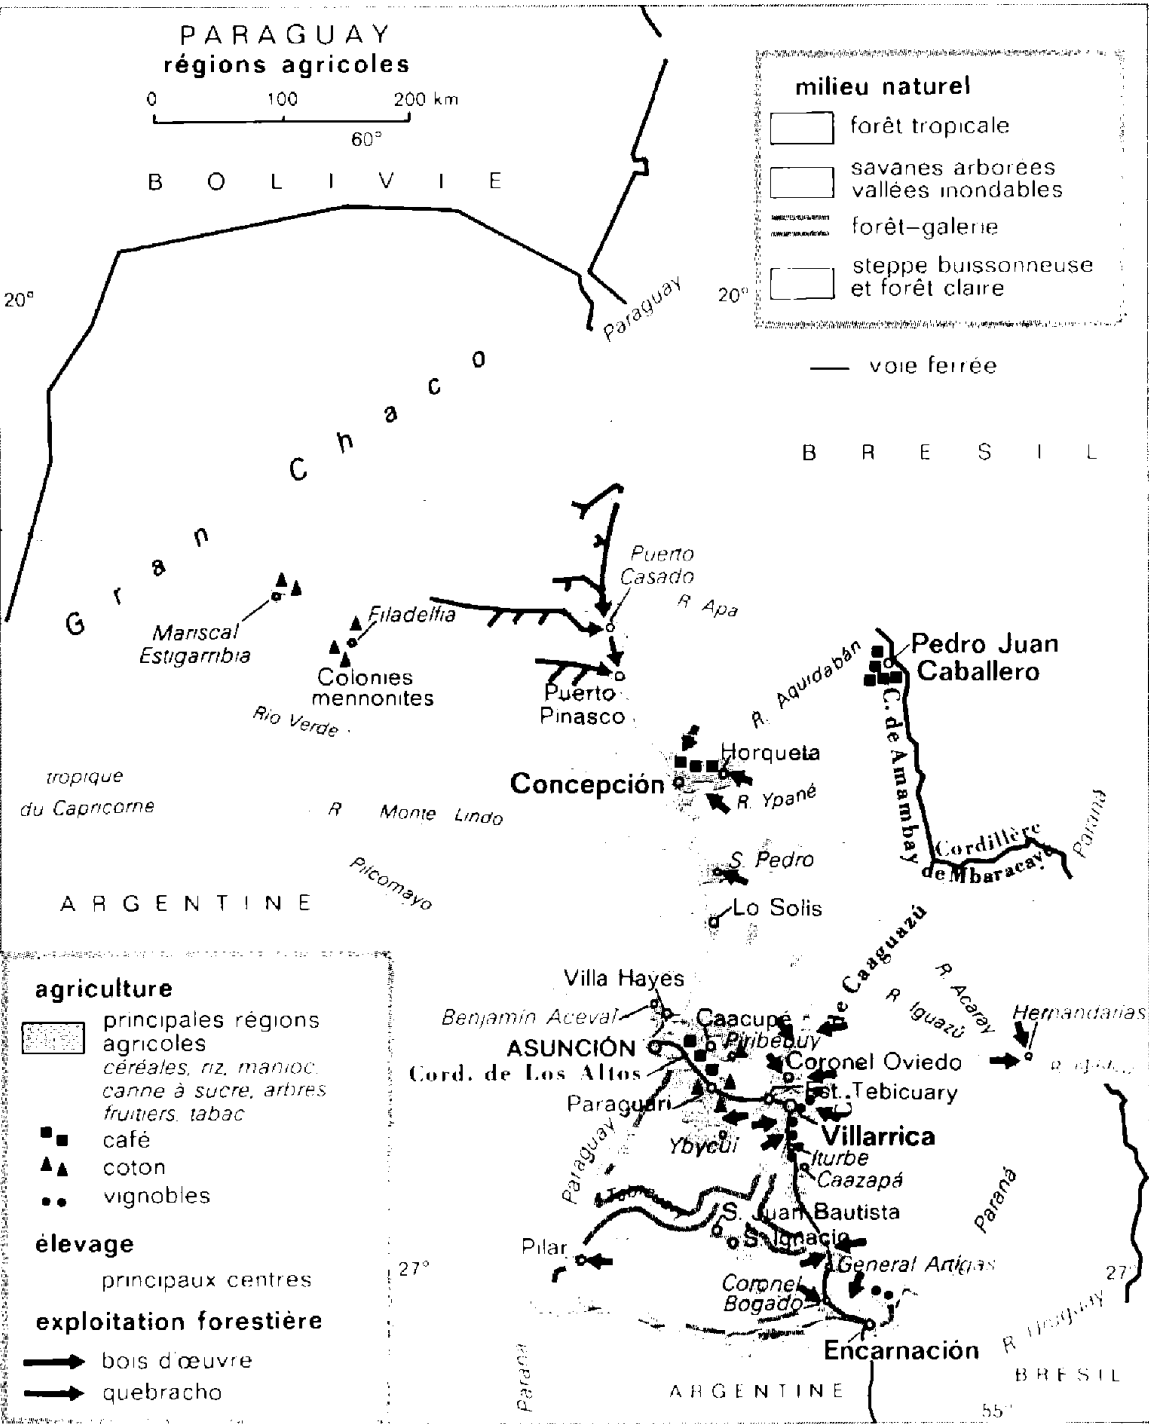 PARAGUAY
régions agricoles
0 100 200 km
60°
BOLIVIE
milieu naturel
forêt tropicale
savanes arborées
vallées inondables
forêt-galerie
steppe buissonneuse
et forêt claire
voie ferrée
20°
Paraguay
20°
Gran Chaco
BRESIL
Puerto
Casado
R Apa
Mariscal
Estigarribia
Filadelfia
Colonies
mennonites
Rio Verde
Puerto
Pinasco
R. Aquidabán
Pedro Juan
Caballero
C. de Amambay
Horqueta
Concepción
R. Ypané
tropique
du Capricorne
R Monte Lindo
Cordillère
de Mbaracayú
Paraná
S. Pedro
Pilcomayo
ARGENTINE
Lo Solis
de Caaguazú
R. Acaray
R Iguazú
Hernandarias
Villa Hayes
Benjamín Aceval
Caacupé
Piribebuy
ASUNCIÓN
Coronel Oviedo
Cord. de Los Altos
Est. Tebicuary
Paraguarí
Villarrica
Ybycuí
Iturbe
Caazapá
Paraguay
Paraná
S. Juan Bautista
S. Ignacio
Pilar
General Artigas
27°
27°
Coronel
Bogado
Encarnación
R Uruguay
Paraná
ARGENTINE
BRESIL
55°
agriculture
principales régions
agricoles
céréales, riz, manioc,
canne à sucre, arbres
fruitiers, tabac
café
coton
vignobles
élevage
principaux centres
exploitation forestière
bois d'œuvre
quebracho